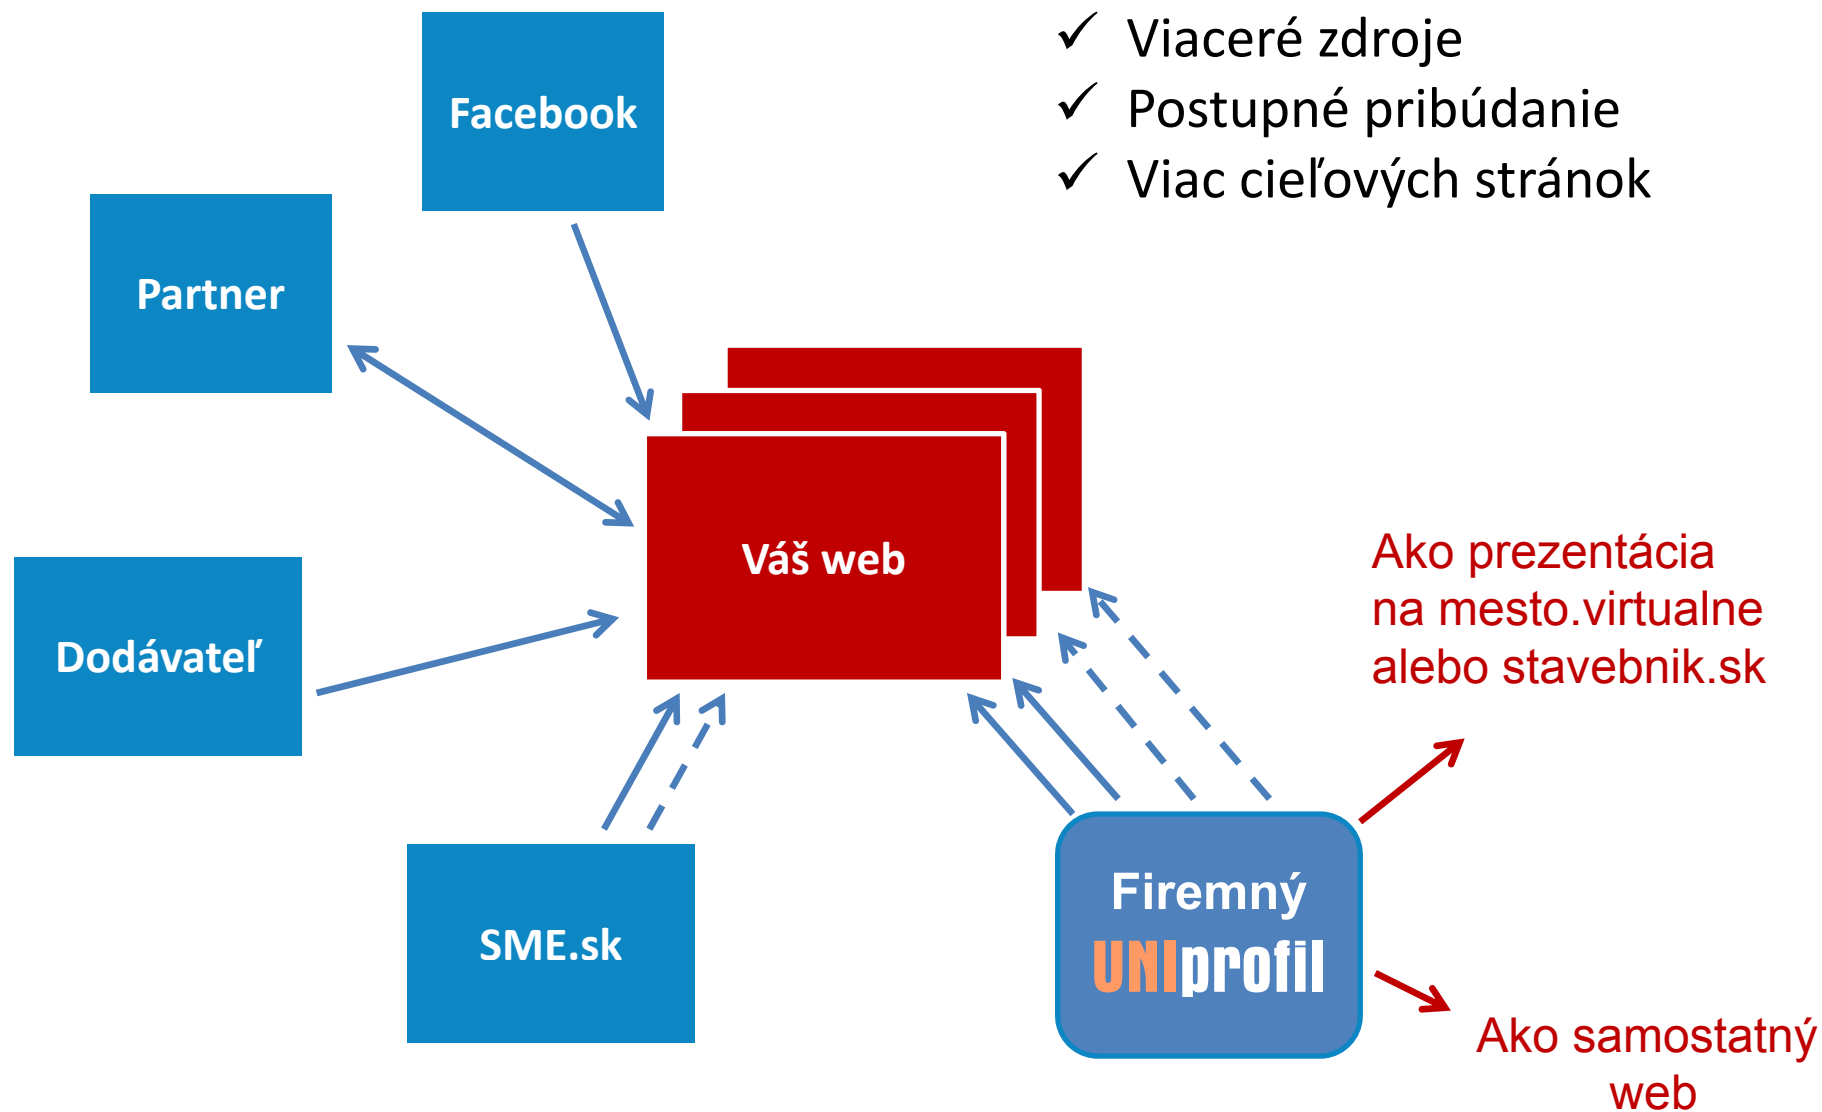 Viaceré zdroje
Postupné pribúdanie
Viac cieľových stránok
Facebook
Partner
Váš web
Dodávateľ
SME.sk
Firemný
UNIprofil
Ako prezentácia
na mesto.virtualne
alebo stavebnik.sk
Ako samostatný
web